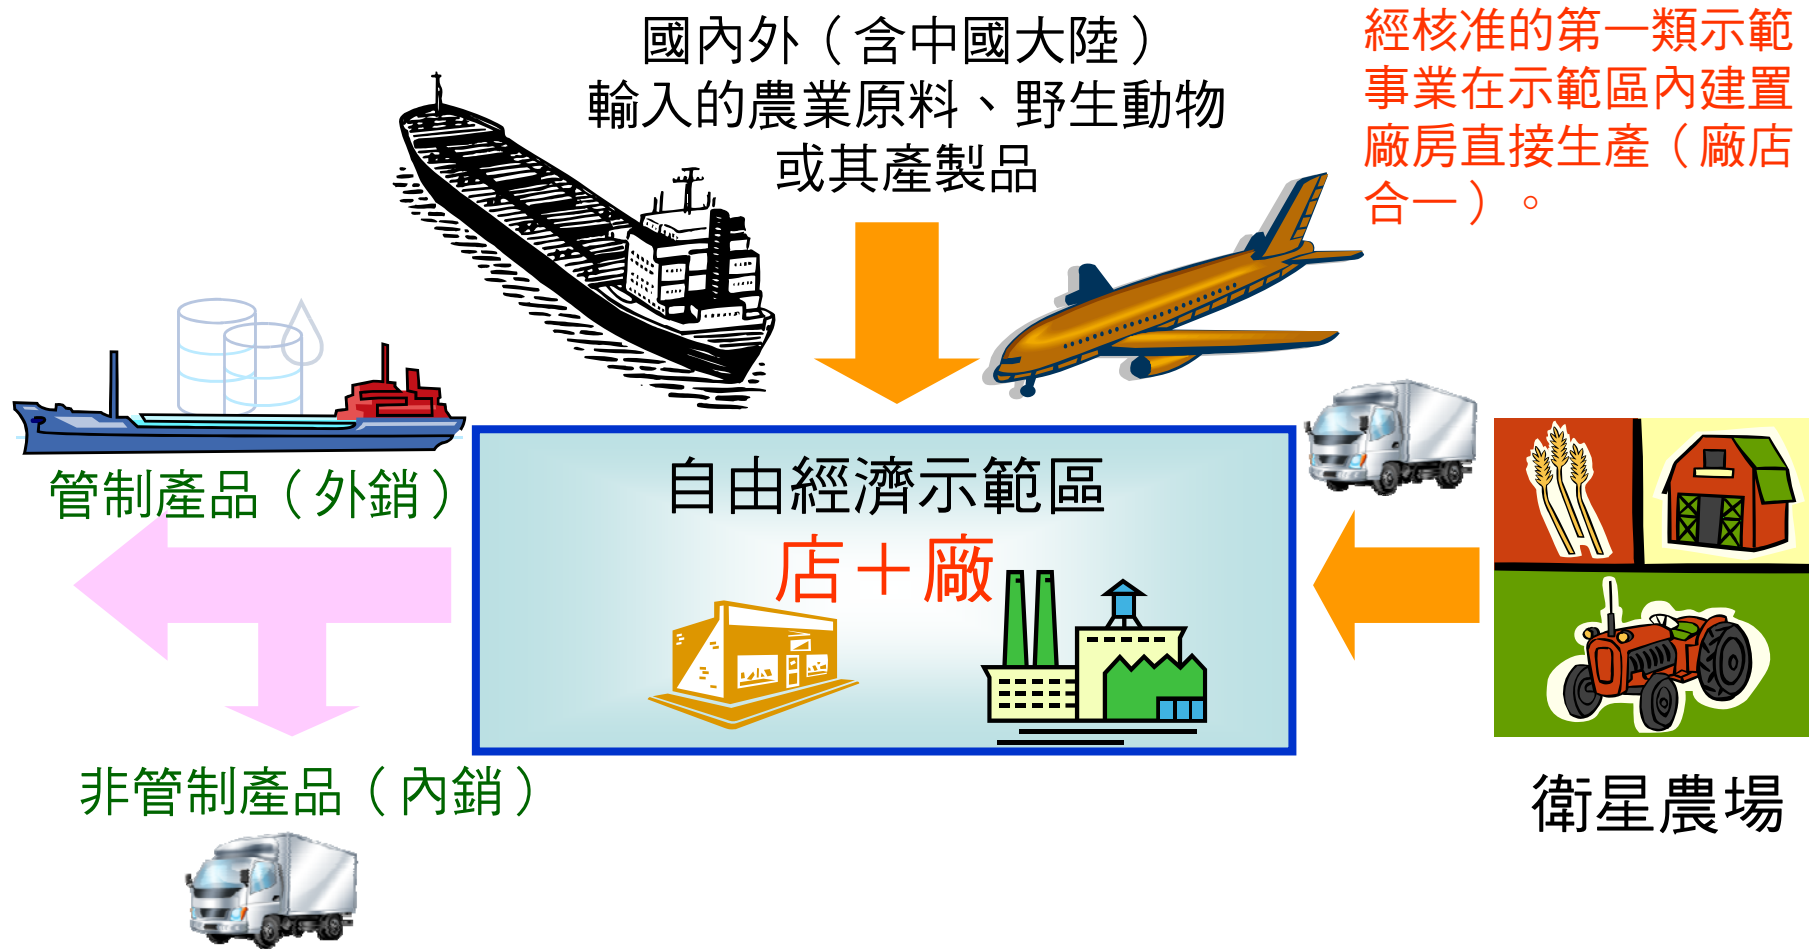 國內外（含中國大陸）
輸入的農業原料、野生動物
或其產製品
經核准的第一類示範
事業在示範區內建置
廠房直接生產（廠店
合一）。
管制產品（外銷）
自由經濟示範區
店＋廠
非管制產品（內銷）
衛星農場